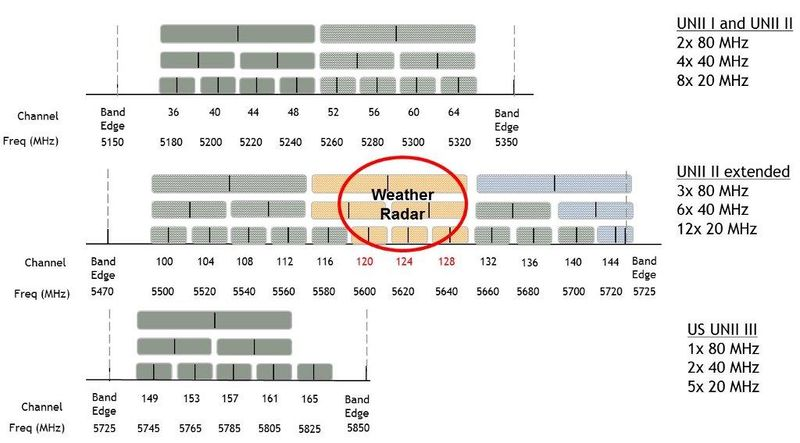 UNII I and UNII II
2x 80 MHz
4x 40 MHz
8x 20 MHz
Channel Band Edge 36 40 44 48 52 56 60 64 Band Edge
Freq (MHz) 5150 5180 5200 5220 5240 5260 5280 5300 5320 5350
UNII II extended
3x 80 MHz
6x 40 MHz
12x 20 MHz
Weather
Radar
Channel Band Edge 100 104 108 112 116 120 124 128 132 136 140 144 Band Edge
Freq (MHz) 5470 5500 5520 5540 5560 5580 5600 5620 5640 5660 5680 5700 5720 5725
US UNII III
1x 80 MHz
2x 40 MHz
5x 20 MHz
Channel Band Edge 149 153 157 161 165 Band Edge
Freq (MHz) 5725 5745 5765 5785 5805 5825 5850